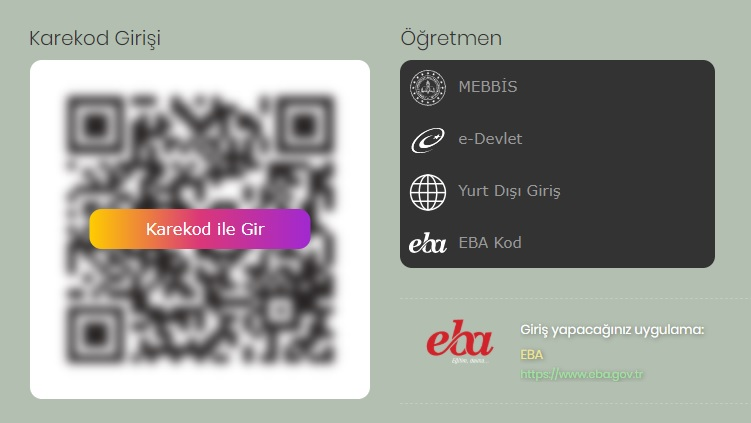 Karekod Girişi
Karekod ile Gir
Öğretmen
MEBBİS
e-Devlet
Yurt Dışı Giriş
eba
EBA Kod
eba
Giriş yapacağınız uygulama:
EBA
https://www.eba.gov.tr